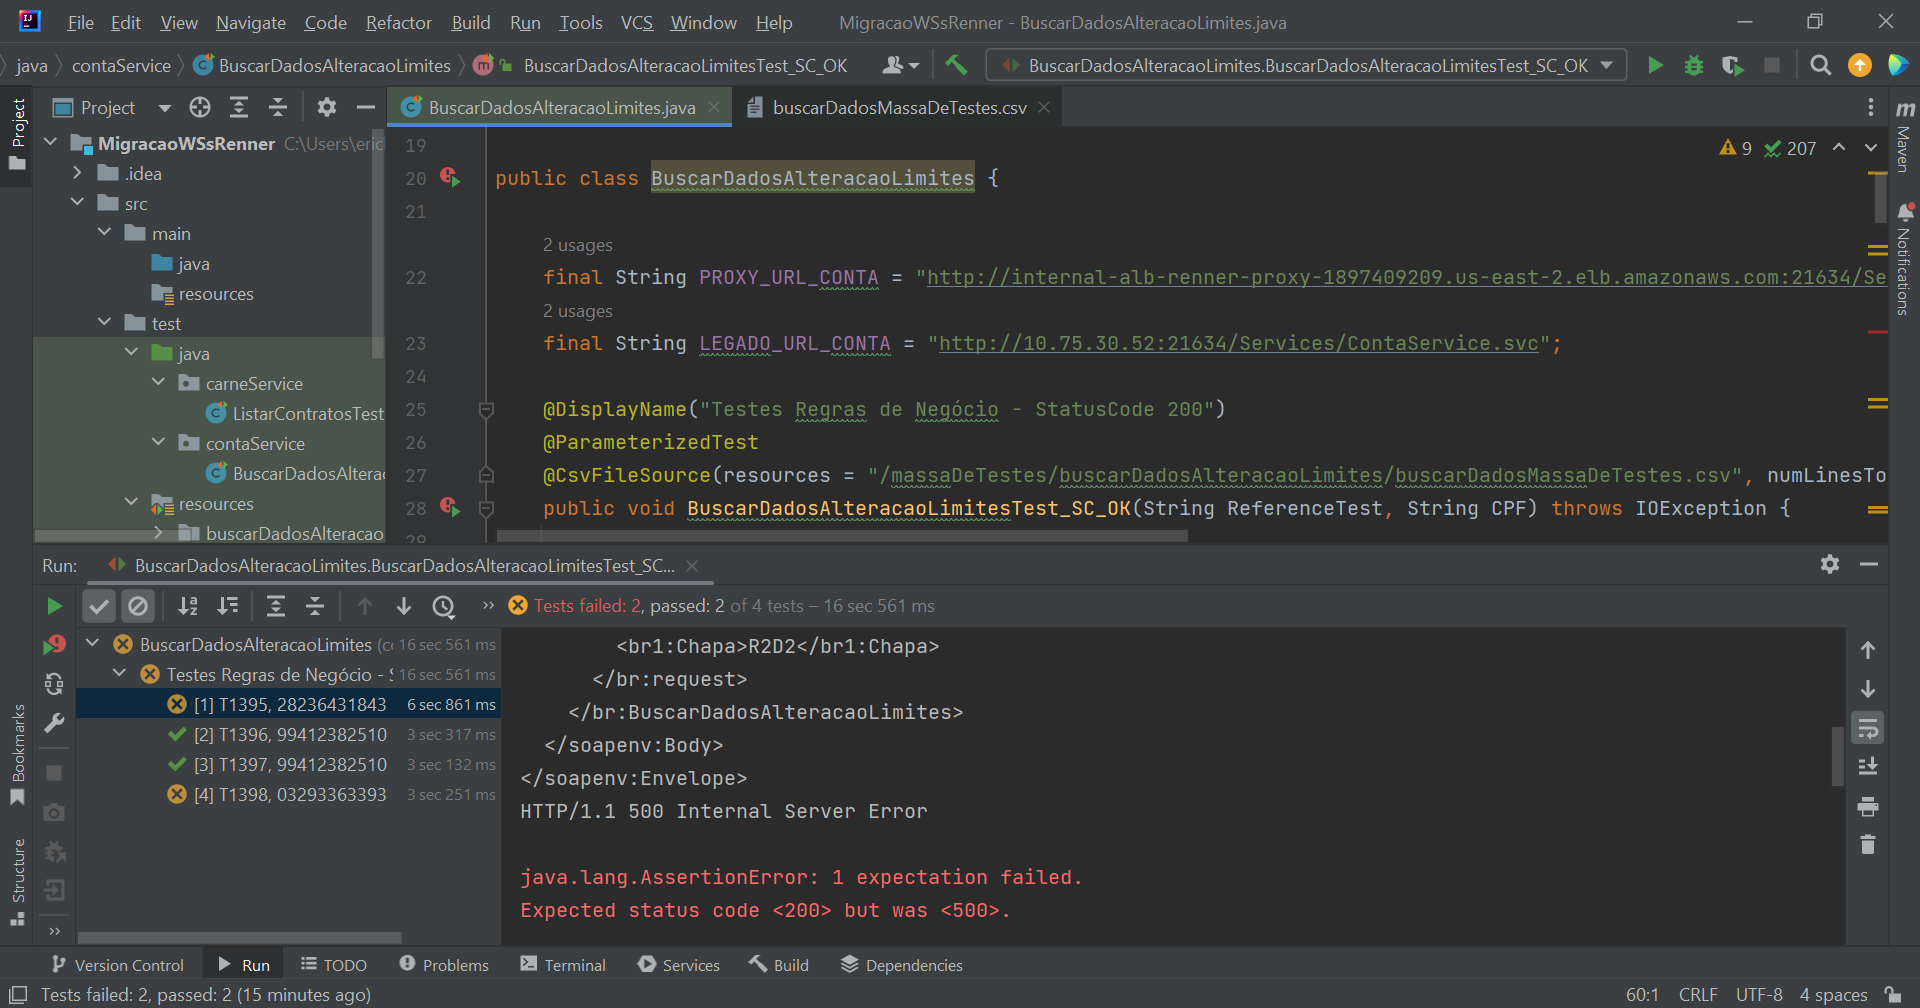 File Edit View Navigate Code Refactor Build Run Tools VCS Window Help MigracaoWSsRenner - BuscarDadosAlteracaoLimites.java
java contaService BuscarDadosAlteracaoLimites BuscarDadosAlteracaoLimitesTest_SC_OK BuscarDadosAlteracaoLimites.BuscarDadosAlteracaoLimitesTest_SC_OK
Project
Project
BuscarDadosAlteracaoLimites.java
buscarDadosMassaDeTestes.csv
MigracaoWSsRenner C:\Users\eric
.idea
src
main
java
resources
test
java
carneService
ListarContratosTest
contaService
BuscarDadosAltera
resources
buscarDadosAlteracao
9 207
19
20 public class BuscarDadosAlteracaoLimites {
21
2 usages
22 final String PROXY_URL_CONTA = "http://internal-alb-renner-proxy-1897409209.us-east-2.elb.amazonaws.com:21634/Se
2 usages
23 final String LEGADO_URL_CONTA = "http://10.75.30.52:21634/Services/ContaService.svc";
24
25 @DisplayName("Testes Regras de Negócio - StatusCode 200")
26 @ParameterizedTest
27 @CsvFileSource(resources = "/massaDeTestes/buscarDadosAlteracaoLimites/buscarDadosMassaDeTestes.csv", numLinesTo
28 public void BuscarDadosAlteracaoLimitesTest_SC_OK(String ReferenceTest, String CPF) throws IOException {
29
Maven
Notifications
Run: BuscarDadosAlteracaoLimites.BuscarDadosAlteracaoLimitesTest_SC...
Tests failed: 2, passed: 2 of 4 tests – 16 sec 561 ms
BuscarDadosAlteracaoLimites (co 16 sec 561 ms
Testes Regras de Negócio - S 16 sec 561 ms
[1] T1395, 28236431843 6 sec 861 ms
[2] T1396, 99412382510 3 sec 317 ms
[3] T1397, 99412382510 3 sec 132 ms
[4] T1398, 03293363393 3 sec 251 ms
<br1:Chapa>R2D2</br1:Chapa>
</br:request>
</br:BuscarDadosAlteracaoLimites>
</soapenv:Body>
</soapenv:Envelope>
HTTP/1.1 500 Internal Server Error
java.lang.AssertionError: 1 expectation failed.
Expected status code <200> but was <500>.
Bookmarks
Structure
Version Control Run TODO Problems Terminal Services Build Dependencies
Tests failed: 2, passed: 2 (15 minutes ago) 60:1 CRLF UTF-8 4 spaces